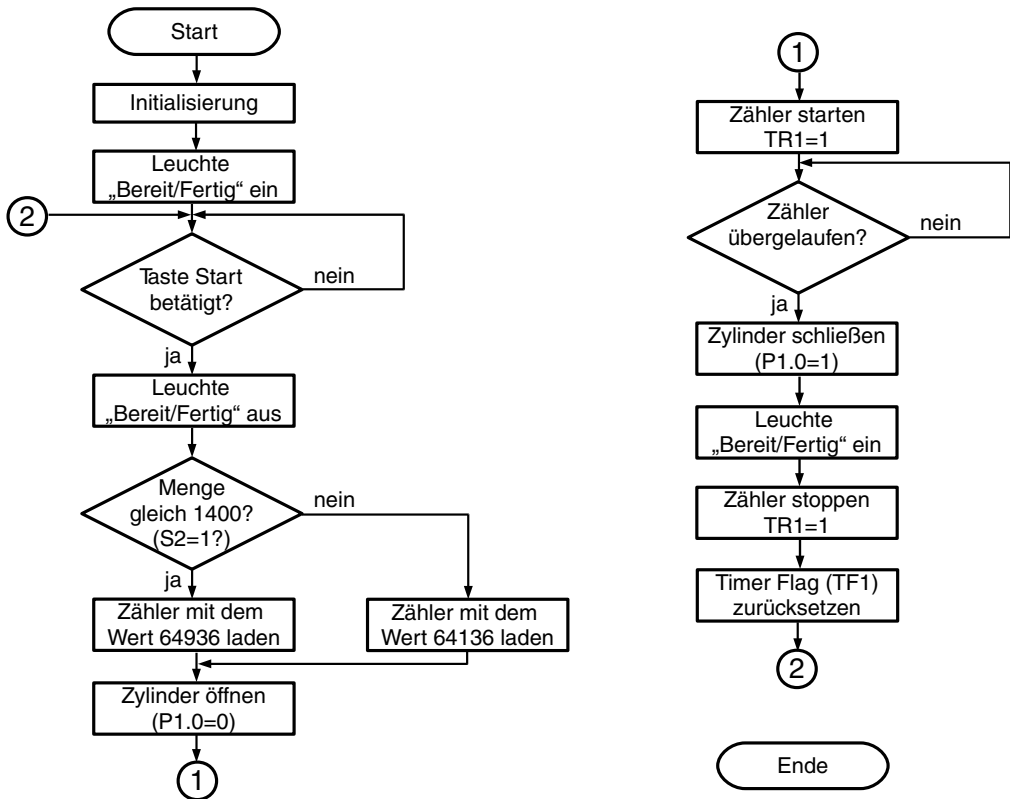 Start
Initialisierung
Leuchte
„Bereit/Fertig“ ein
2
Taste Start
betätigt?
nein
ja
Leuchte
„Bereit/Fertig“ aus
Menge
gleich 1400?
(S2=1?)
nein
ja
Zähler mit dem
Wert 64936 laden
Zähler mit dem
Wert 64136 laden
Zylinder öffnen
(P1.0=0)
1
1
Zähler starten
TR1=1
Zähler
übergelaufen?
nein
ja
Zylinder schließen
(P1.0=1)
Leuchte
„Bereit/Fertig“ ein
Zähler stoppen
TR1=1
Timer Flag (TF1)
zurücksetzen
2
Ende